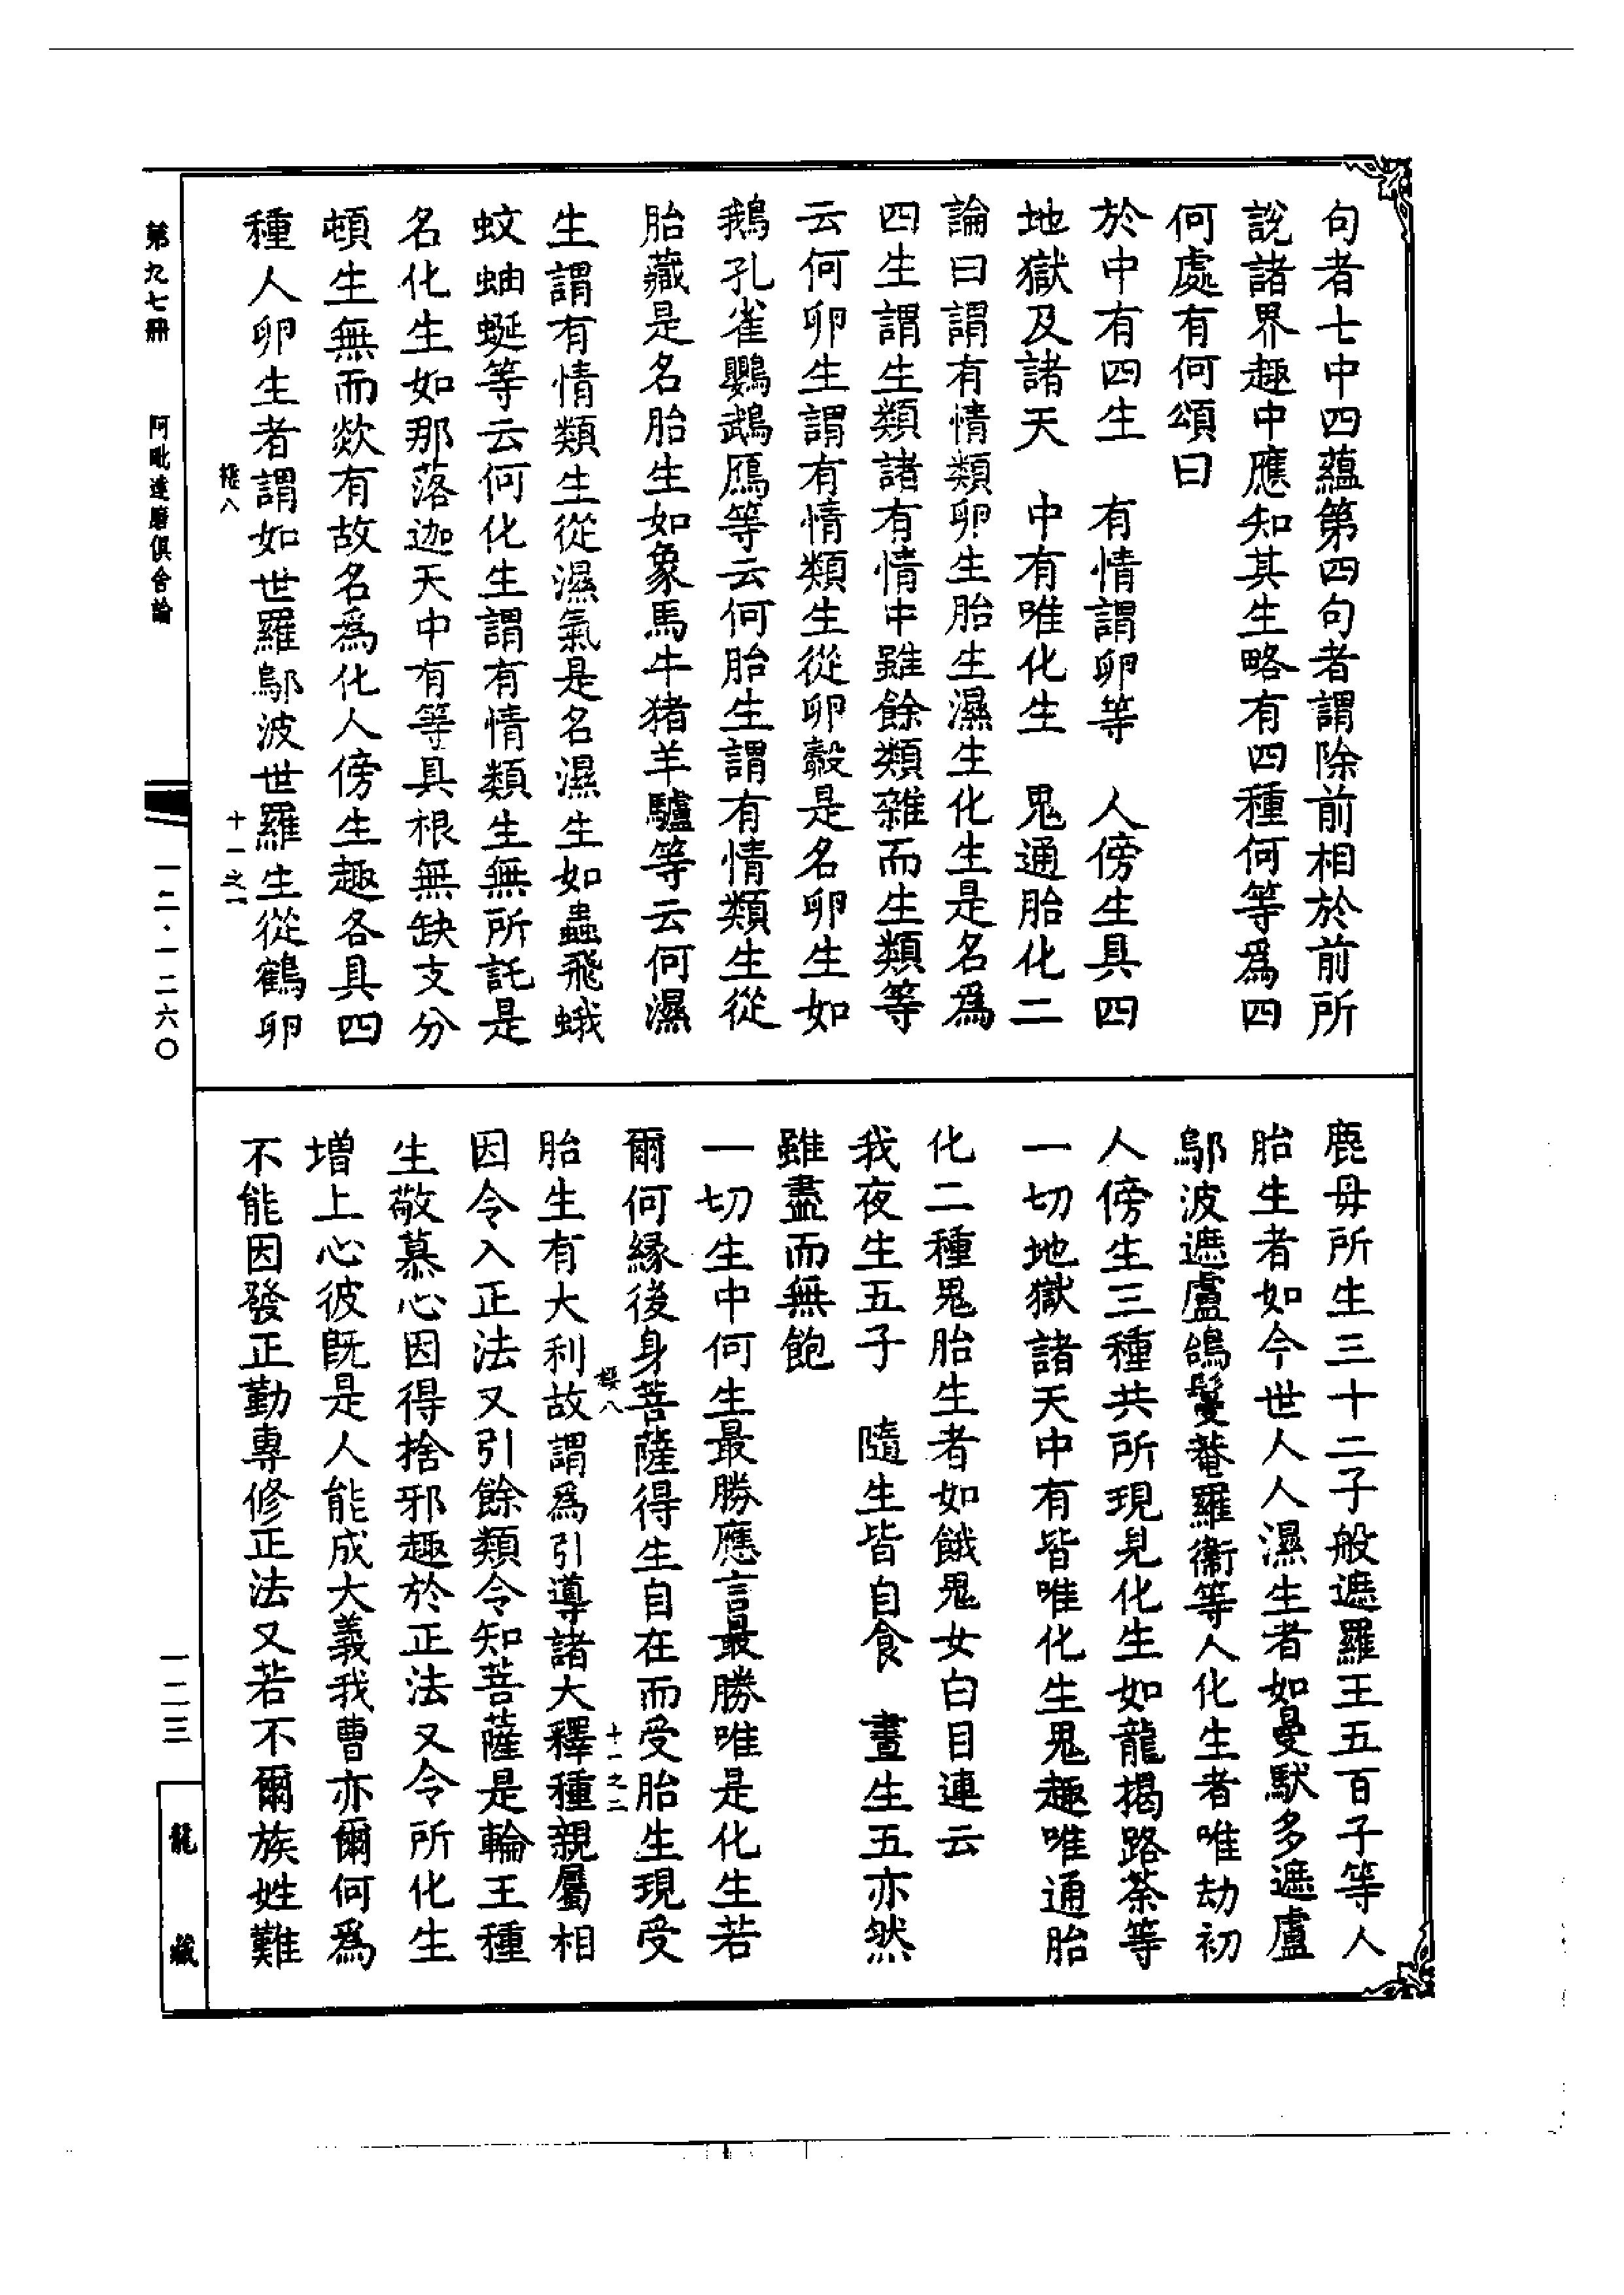 句者七中四蘊第四句者謂除前相於前所
說諸界趣中應知其生略有四種何等爲四
何處有何頌曰
於中有四生　有情謂卵等　人傍生具四
地獄及諸天　中有唯化生　鬼通胎化二
論曰謂有情類卵生胎生濕生化生是名爲
四生謂生類諸有情中雖餘類雜而生類等
云何卵生謂有情類生從卵㲉是名卵生如
鵝孔雀鸚鵡鴈等云何胎生謂有情類生從
胎藏是名胎生如象馬牛猪羊驢等云何濕
生謂有情類生從濕氣是名濕生如蟲飛蛾
蚊蚰蜒等云何化生謂有情類生無所託是
名化生如那落迦天中有等具根無缺支分
頓生無而欻有故名爲化人傍生趣各具四
種人卵生者謂如世羅鄔波世羅生從鶴卵
十一之一
鹿母所生三十二子般遮羅王五百子等人
胎生者如今世人人濕生者如曼馱多遮盧
鄔波遮盧鴿鬘菴羅衞等人化生者唯劫初
人傍生三種共所現見化生如龍揭路荼等
一切地獄諸天中有皆唯化生鬼趣唯通胎
化二種鬼胎生者如餓鬼女白目連云
我夜生五子　隨生皆自食　晝生五亦然
雖盡而無飽
一切生中何生最勝應言最勝唯是化生若
爾何緣後身菩薩得生自在而受胎生現受
十一之二
胎生有大利故謂爲引導諸大釋種親屬相
因令入正法又引餘類令知菩薩是輪王種
生敬慕心因得捨邪趣於正法又令所化生
增上心彼旣是人能成大義我曹亦爾何爲
不能因發正勤專修正法又若不爾族姓難
第九七冊　阿毗達磨俱舍論　一二·一二六〇
一二三　龍藏